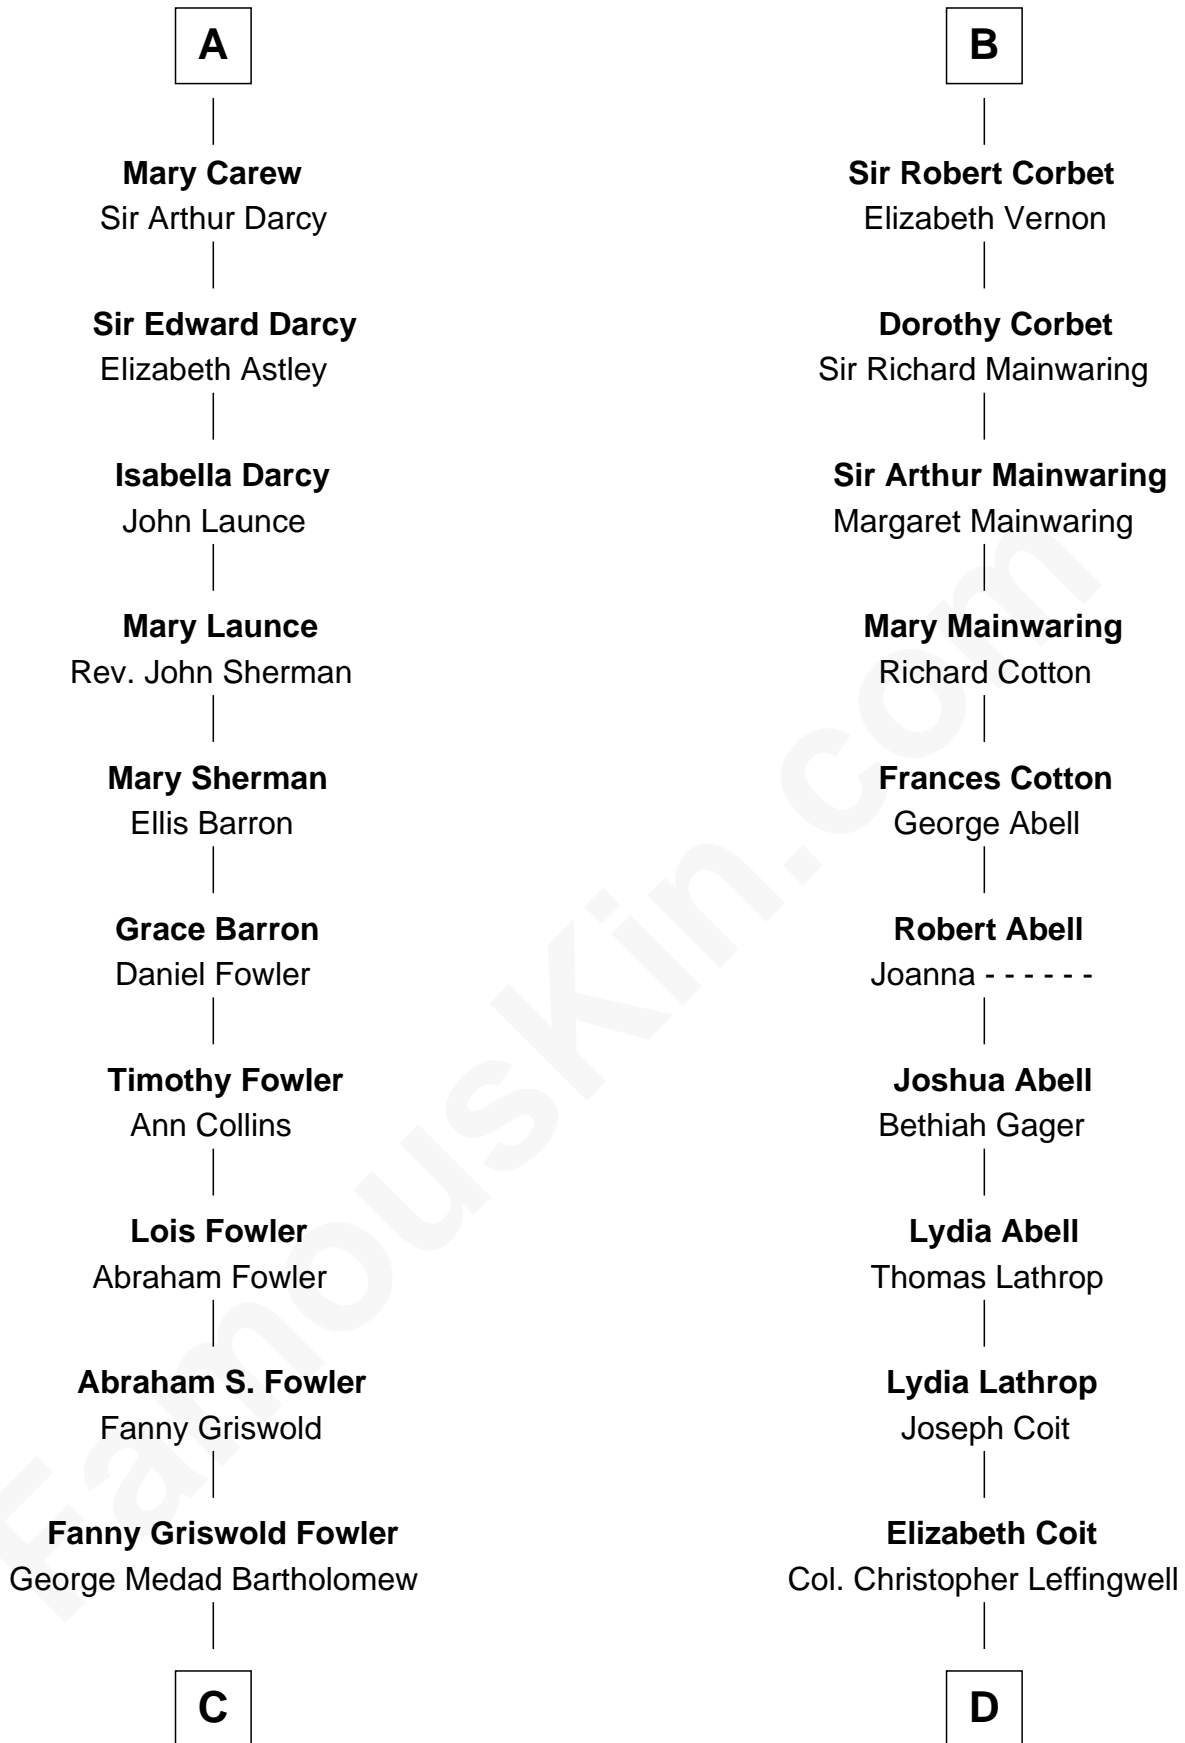 A
Mary Carew
Sir Arthur Darcy
Sir Edward Darcy
Elizabeth Astley
Isabella Darcy
John Launce
Mary Launce
Rev. John Sherman
Mary Sherman
Ellis Barron
Grace Barron
Daniel Fowler
Timothy Fowler
Ann Collins
Lois Fowler
Abraham Fowler
Abraham S. Fowler
Fanny Griswold
Fanny Griswold Fowler
George Medad Bartholomew
C
B
Sir Robert Corbet
Elizabeth Vernon
Dorothy Corbet
Sir Richard Mainwaring
Sir Arthur Mainwaring
Margaret Mainwaring
Mary Mainwaring
Richard Cotton
Frances Cotton
George Abell
Robert Abell
Joanna - - - - - -
Joshua Abell
Bethiah Gager
Lydia Abell
Thomas Lathrop
Lydia Lathrop
Joseph Coit
Elizabeth Coit
Col. Christopher Leffingwell
D
FamousKin.com